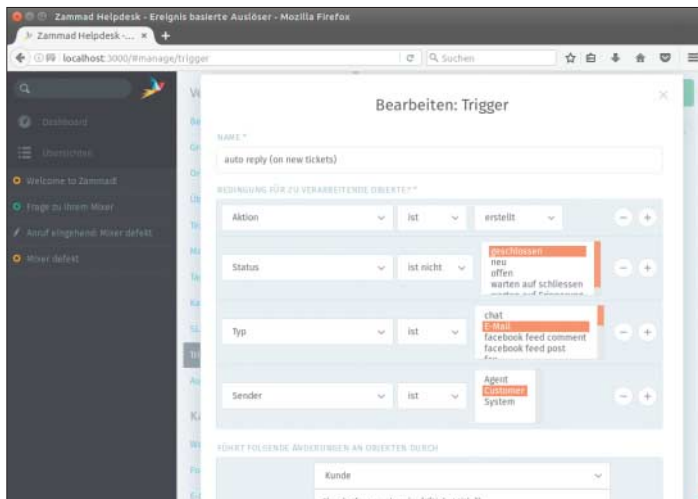 Zammad Helpdesk - Ereignis basierte Auslöser - Mozilla Firefox
Zammad Helpdesk -...
localhost:3000/#manage/trigger
Suchen
Bearbeiten: Trigger
NAME *
auto reply (on new tickets)
BEDINGUNG FÜR ZU VERARBEITENDE OBJEKTE? *
Aktion ist erstellt
Status ist nicht
geschlossen
neu
offen
warten auf schliessen
warten auf Erinnerung
Typ ist
chat
E-Mail
facebook feed comment
facebook feed post
fax
Sender ist
Agent
Customer
System
FÜHRT FOLGENDE ÄNDERUNGEN AN OBJEKTEN DURCH
Kunde
Dashboard
Übersichten
Welcome to Zammad!
Frage zu Ihrem Mixer
Anruf eingehend: Mixer defekt
Mixer defekt